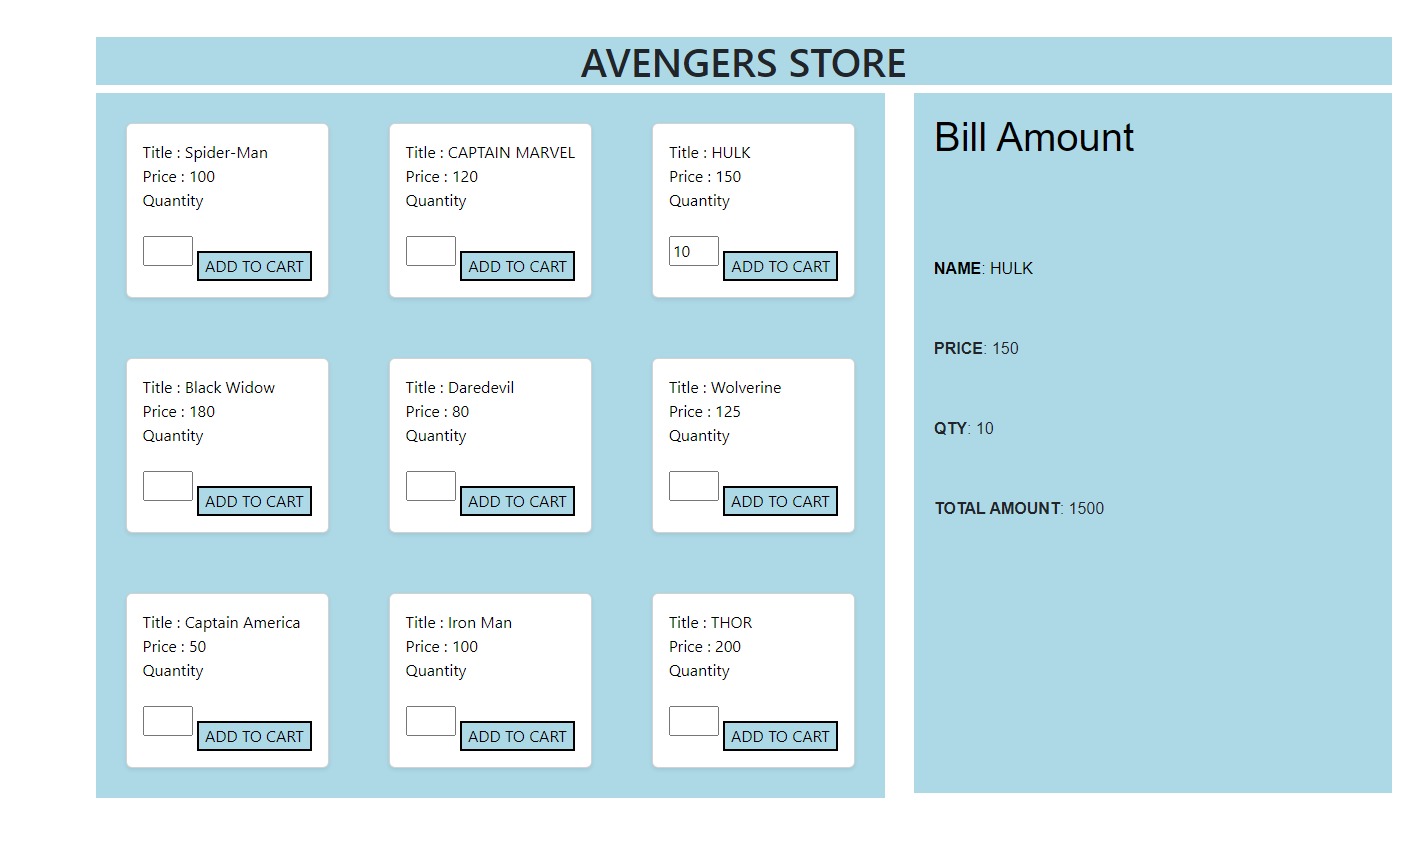 AVENGERS STORE
Title : Spider-Man
Price : 100
Quantity
ADD TO CART
Title : CAPTAIN MARVEL
Price : 120
Quantity
ADD TO CART
Title : HULK
Price : 150
Quantity
10
ADD TO CART
Title : Black Widow
Price : 180
Quantity
ADD TO CART
Title : Daredevil
Price : 80
Quantity
ADD TO CART
Title : Wolverine
Price : 125
Quantity
ADD TO CART
Title : Captain America
Price : 50
Quantity
ADD TO CART
Title : Iron Man
Price : 100
Quantity
ADD TO CART
Title : THOR
Price : 200
Quantity
ADD TO CART
Bill Amount
NAME: HULK
PRICE: 150
QTY: 10
TOTAL AMOUNT: 1500